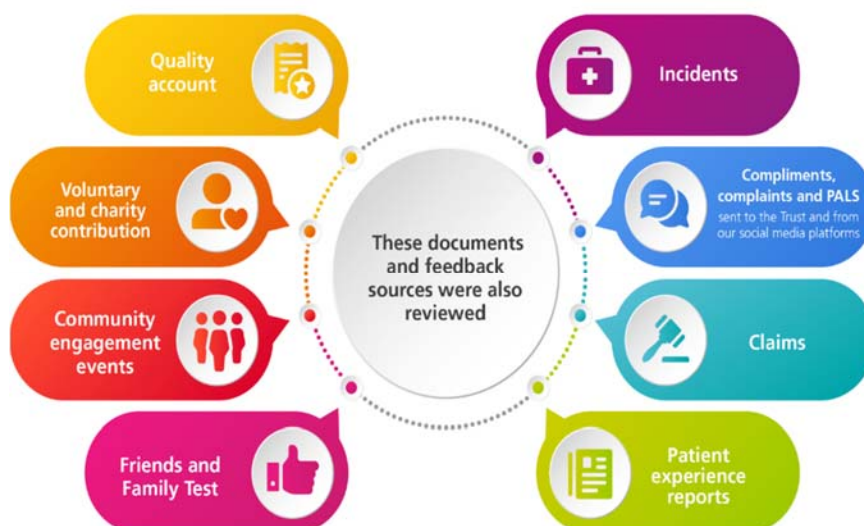 Quality
account
Incidents
Voluntary
and charity
contribution
Compliments,
complaints and PALS
sent to the Trust and from
our social media platforms
These documents
and feedback
sources were also
reviewed
Community
engagement
events
Claims
Friends and
Family Test
Patient
experience
reports